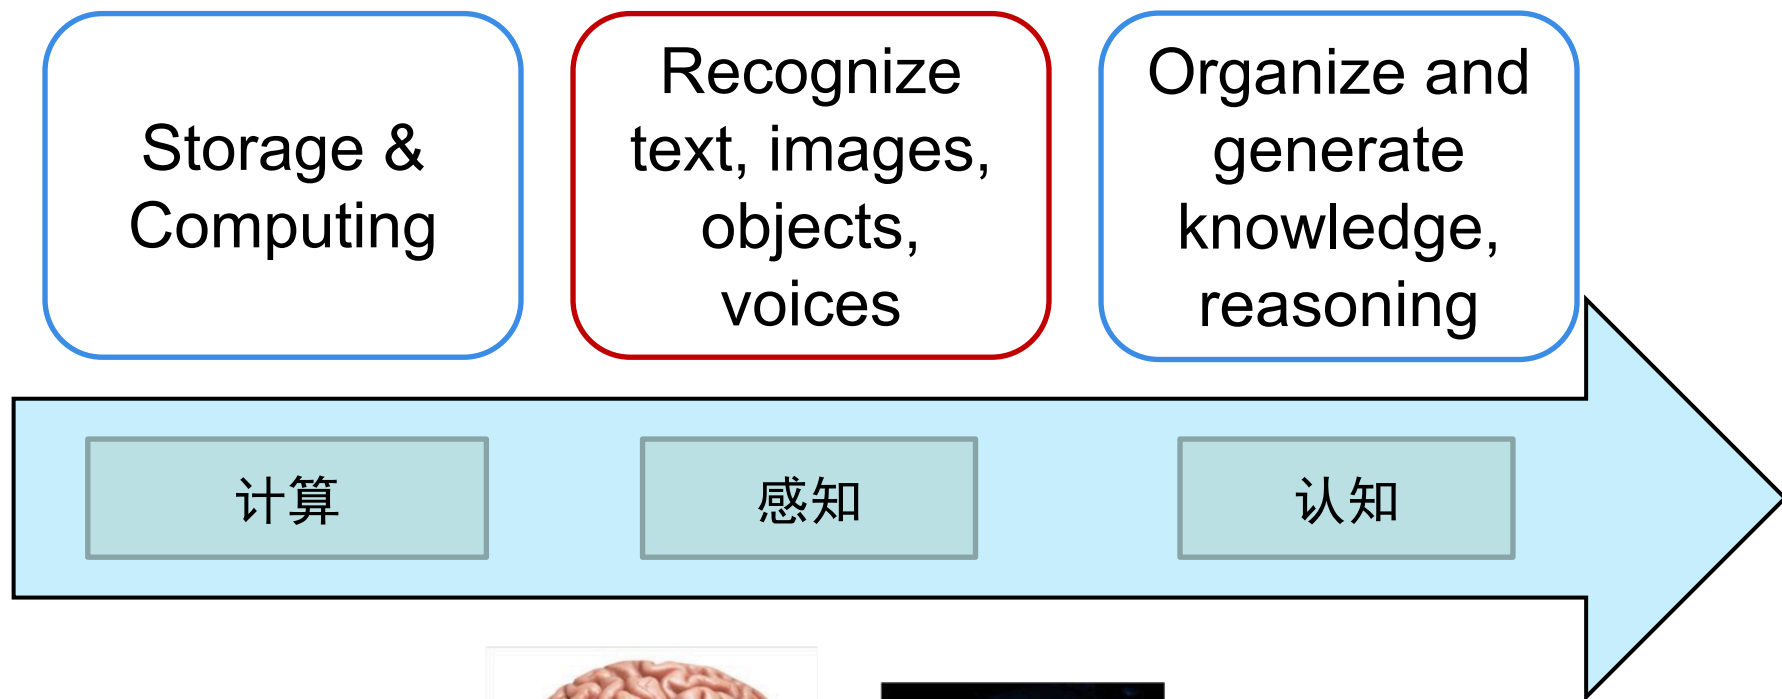 Storage &
Computing
Recognize
text, images,
objects,
voices
Organize and
generate
knowledge,
reasoning
计算
感知
认知